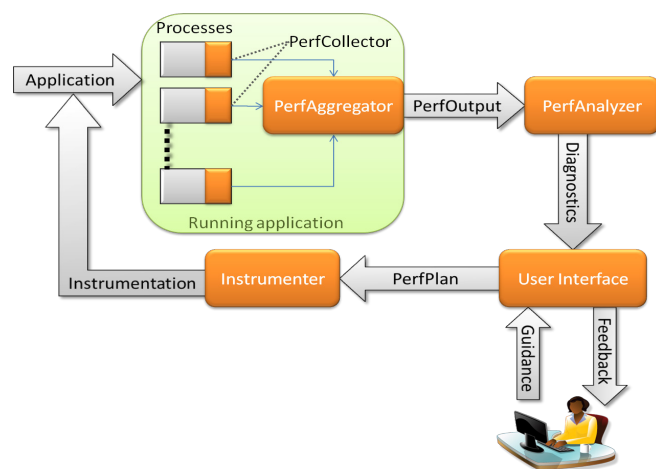 Processes
PerfCollector
Application
PerfAggregator
PerfOutput
PerfAnalyzer
Running application
Diagnostics
Instrumentation
Instrumenter
PerfPlan
User Interface
Guidance
Feedback